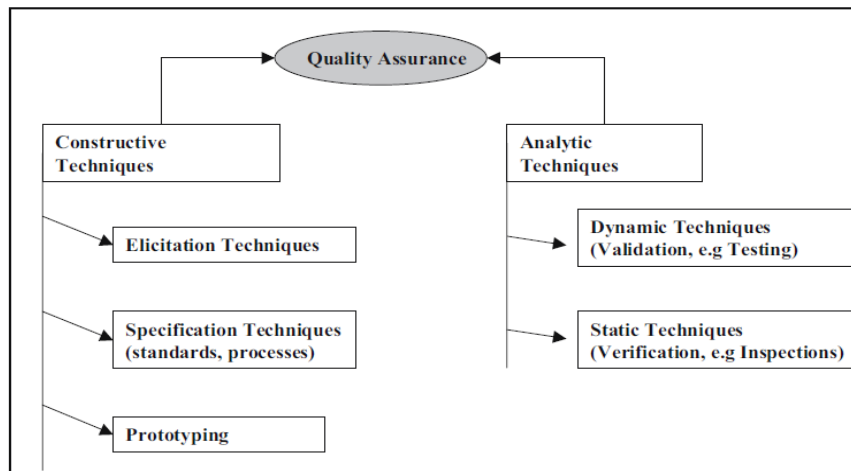 Quality Assurance
Constructive
Techniques
Analytic
Techniques
Elicitation Techniques
Dynamic Techniques
(Validation, e.g Testing)
Specification Techniques
(standards, processes)
Static Techniques
(Verification, e.g Inspections)
Prototyping